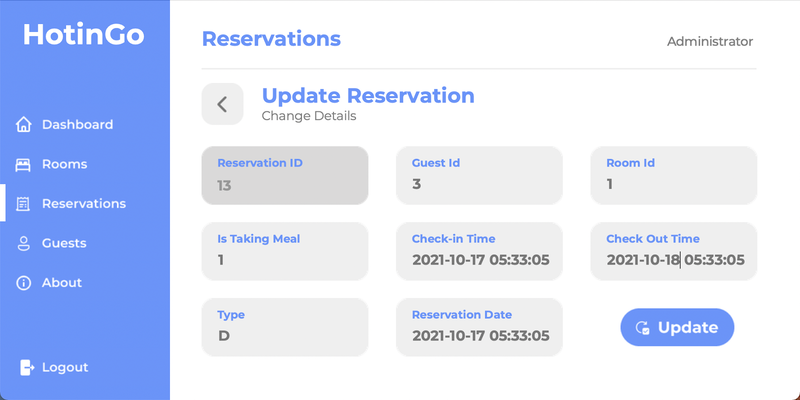 HotinGo
Dashboard
Rooms
Reservations
Guests
About
Logout
Reservations
Administrator
Update Reservation
Change Details
Reservation ID
13
Guest Id
3
Room Id
1
Is Taking Meal
1
Check-in Time
2021-10-17 05:33:05
Check Out Time
2021-10-18 05:33:05
Type
D
Reservation Date
2021-10-17 05:33:05
Update